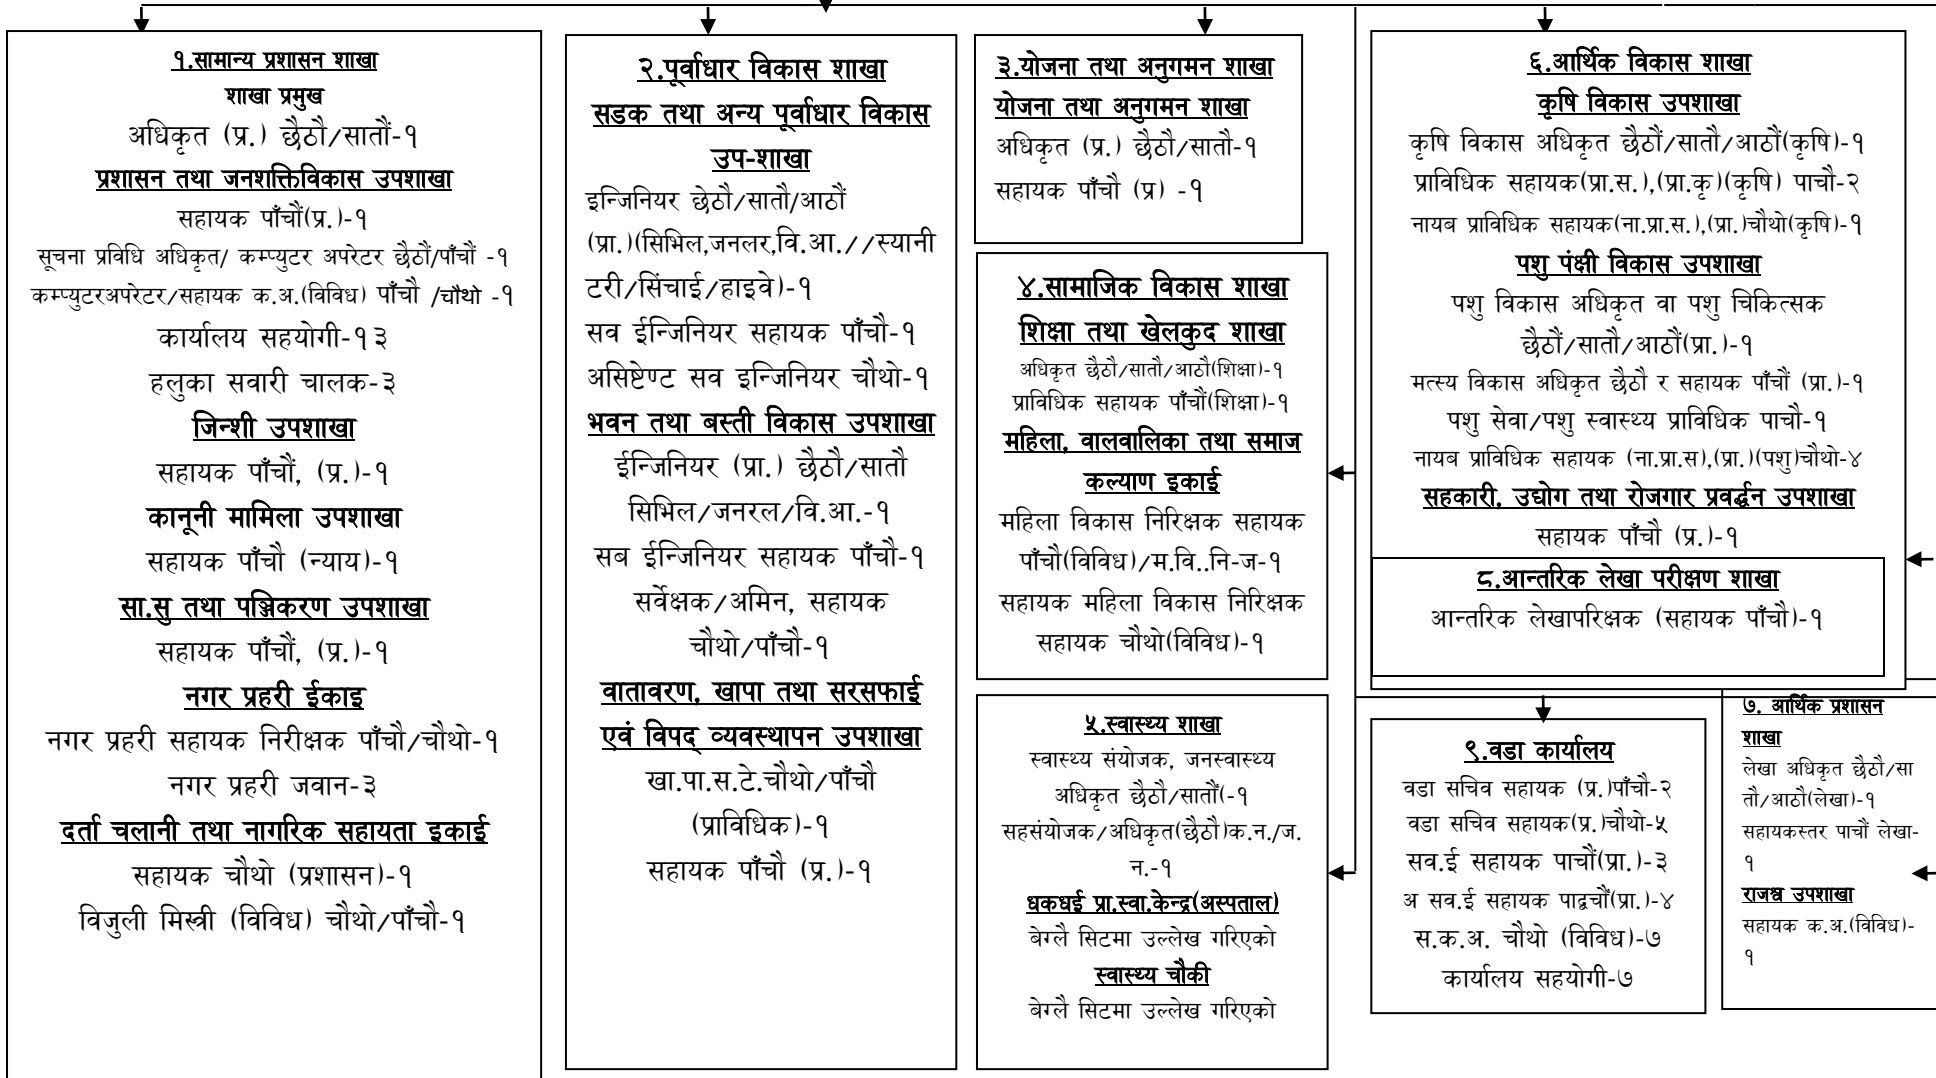 १.सामान्य प्रशासन शाखा
शाखा प्रमुख
अधिकृत (प्र.) छैठौ/सातौं-१
प्रशासन तथा जनशक्तिविकास उपशाखा
सहायक पाँचौं(प्र.)-१
सूचना प्रविधि अधिकृत/ कम्प्युटर अपरेटर छैठौं/पाँचौं -१
कम्प्युटरअपरेटर/सहायक क.अ.(विविध) पाँचौ /चौथो -१
कार्यालय सहयोगी-१३
हलुका सवारी चालक-३
जिन्शी उपशाखा
सहायक पाँचौं, (प्र.)-१
कानूनी मामिला उपशाखा
सहायक पाँचौ (न्याय)-१
सा.सु तथा पञ्जिकरण उपशाखा
सहायक पाँचौं, (प्र.)-१
नगर प्रहरी ईकाइ
नगर प्रहरी सहायक निरीक्षक पाँचौ/चौथो-१
नगर प्रहरी जवान-३
दर्ता चलानी तथा नागरिक सहायता इकाई
सहायक चौथो (प्रशासन)-१
विजुली मिस्त्री (विविध) चौथो/पाँचौ-१
२.पूर्वाधार विकास शाखा
सडक तथा अन्य पूर्वाधार विकास
उप-शाखा
इन्जिनियर छेठौ/सातौ/आठौं
(प्रा.)(सिभिल,जनलर,वि.आ.//स्यानी
टरी/सिंचाई/हाइवे)-१
सव ईन्जिनियर सहायक पाँचौ-१
असिष्टेण्ट सव इन्जिनियर चौथो-१
भवन तथा बस्ती विकास उपशाखा
ईन्जिनियर (प्रा.) छैठौ/सातौ
सिभिल/जनरल/वि.आ.-१
सब ईन्जिनियर सहायक पाँचौ-१
सर्वेक्षक/अमिन, सहायक
चौथो/पाँचौ-१
वातावरण, खापा तथा सरसफाई
एवं विपद् व्यवस्थापन उपशाखा
खा.पा.स.टे.चौथो/पाँचौ
(प्राविधिक)-१
सहायक पाँचौ (प्र.)-१
३.योजना तथा अनुगमन शाखा
योजना तथा अनुगमन शाखा
अधिकृत (प्र.) छैठौ/सातौ-१
सहायक पाँचौ (प्र) -१
४.सामाजिक विकास शाखा
शिक्षा तथा खेलकुद शाखा
अधिकृत छैठौ/सातौ/आठौ(शिक्षा)-१
प्राविधिक सहायक पाँचौं(शिक्षा)-१
महिला, वालवालिका तथा समाज
कल्याण इकाई
महिला विकास निरिक्षक सहायक
पाँचौ(विविध)/म.वि..नि-ज-१
सहायक महिला विकास निरिक्षक
सहायक चौथो(विविध)-१
५.स्वास्थ्य शाखा
स्वास्थ्य संयोजक, जनस्वास्थ्य
अधिकृत छैठौ/सातौं(-१
सहसंयोजक/अधिकृत(छैठौ)क.न./ज.
न.-१
धकधई प्रा.स्वा.केन्द्र(अस्पताल)
बेग्लै सिटमा उल्लेख गरिएको
स्वास्थ्य चौकी
बेग्लै सिटमा उल्लेख गरिएको
६.आर्थिक विकास शाखा
कृषि विकास उपशाखा
कृषि विकास अधिकृत छैठौं/सातौ/आठौं(कृषि)-१
प्राविधिक सहायक(प्रा.स.),(प्रा.कृ)(कृषि) पाचौ-२
नायब प्राविधिक सहायक(ना.प्रा.स.),(प्रा.)चौथो(कृषि)-१
पशु पंक्षी विकास उपशाखा
पशु विकास अधिकृत वा पशु चिकित्सक
छैठौं/सातौ/आठौं(प्रा.)-१
मत्स्य विकास अधिकृत छैठौ र सहायक पाँचौं (प्रा.)-१
पशु सेवा/पशु स्वास्थ्य प्राविधिक पाचौ-१
नायब प्राविधिक सहायक (ना.प्रा.स),(प्रा.)(पशु)चौथो-४
सहकारी, उद्योग तथा रोजगार प्रवर्द्धन उपशाखा
सहायक पाँचौ (प्र.)-१
८.आन्तरिक लेखा परीक्षण शाखा
आन्तरिक लेखापरिक्षक (सहायक पाँचौ)-१
९.वडा कार्यालय
वडा सचिव सहायक (प्र.)पाँचौ-२
वडा सचिव सहायक(प्र.)चौथो-५
सव.ई सहायक पाचौं(प्रा.)-३
अ सव.ई सहायक पाद्वचौं(प्रा.)-४
स.क.अ. चौथो (विविध)-७
कार्यालय सहयोगी-७
७. आर्थिक प्रशासन
शाखा
लेखा अधिकृत छैठौ/सा
तौ/आठौ(लेखा)-१
सहायकस्तर पाचौं लेखा-
१
राजश्व उपशाखा
सहायक क.अ.(विविध)-
१